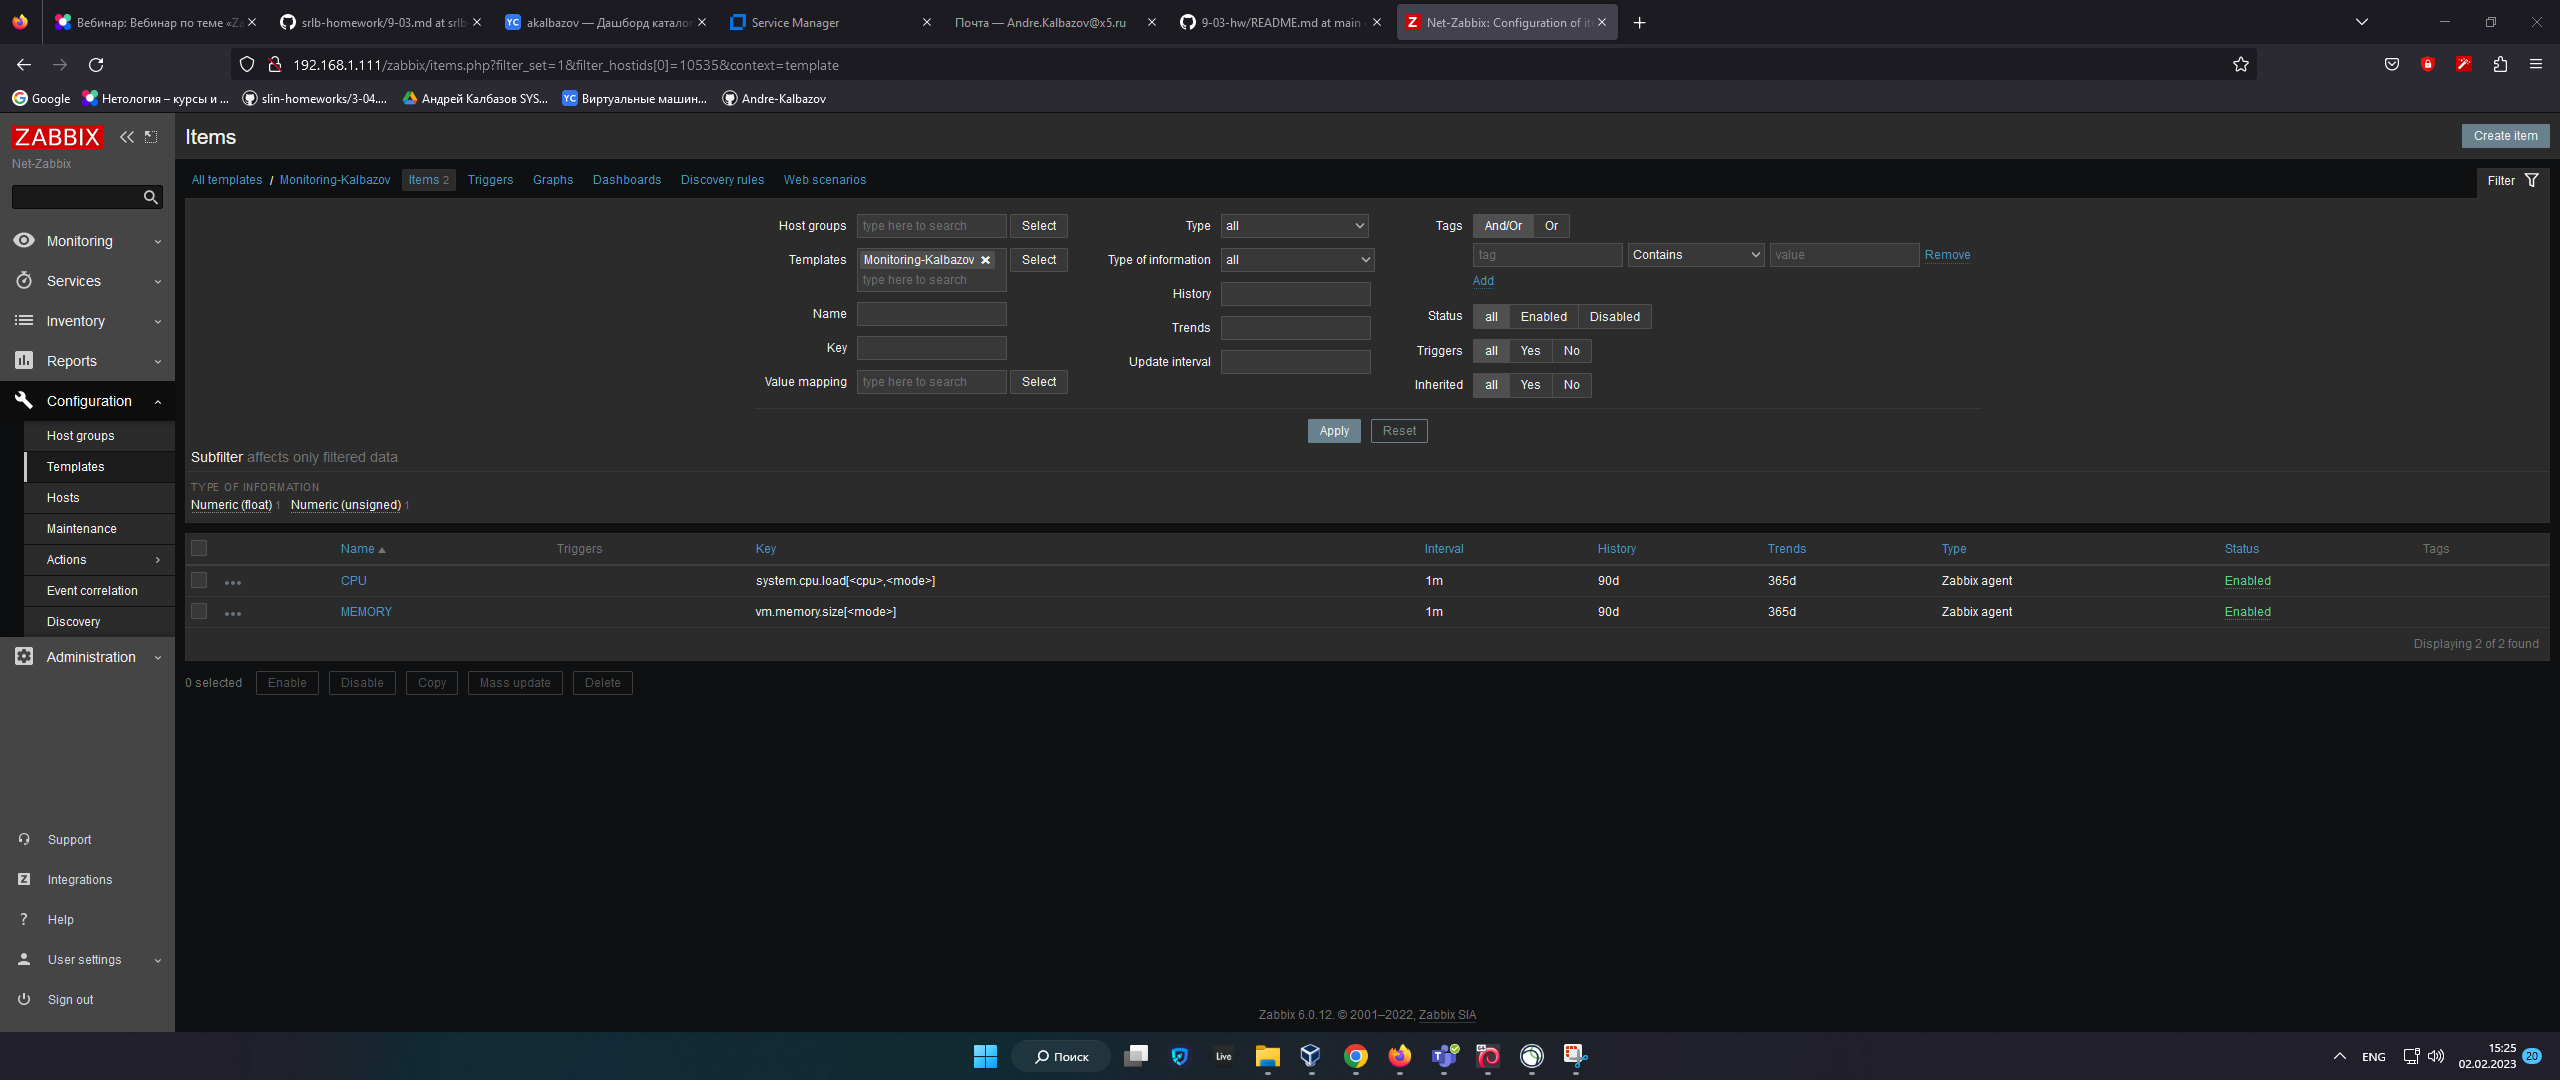 Вебинар: Вебинар по теме «Za
srlb-homework/9-03.md at srlb
akalbazov — Дашборд каталог
Service Manager
Почта — Andre.Kalbazov@x5.ru
9-03-hw/README.md at main
Net-Zabbix: Configuration of it
192.168.1.111/zabbix/items.php?filter_set=1&filter_hostids[0]=10535&context=template
Google
Нетология – курсы и ...
slin-homeworks/3-04....
Андрей Калбазов SYS...
YC Виртуальные машин...
Andre-Kalbazov
ZABBIX
Net-Zabbix
Monitoring
Services
Inventory
Reports
Configuration
Host groups
Templates
Hosts
Maintenance
Actions
Event correlation
Discovery
Administration
Support
Integrations
Help
User settings
Sign out
Items
Create item
All templates / Monitoring-Kalbazov Items 2 Triggers Graphs Dashboards Discovery rules Web scenarios
Filter
Host groups type here to search Select
Templates Monitoring-Kalbazov Select
type here to search
Name
Key
Value mapping type here to search Select
Type all
Type of information all
History
Trends
Update interval
Tags And/Or Or
tag Contains value Remove
Add
Status all Enabled Disabled
Triggers all Yes No
Inherited all Yes No
Apply Reset
Subfilter affects only filtered data
TYPE OF INFORMATION
Numeric (float) 1 Numeric (unsigned) 1
Name Triggers Key Interval History Trends Type Status Tags
CPU system.cpu.load[<cpu>,<mode>] 1m 90d 365d Zabbix agent Enabled
MEMORY vm.memory.size[<mode>] 1m 90d 365d Zabbix agent Enabled
Displaying 2 of 2 found
0 selected Enable Disable Copy Mass update Delete
Zabbix 6.0.12. © 2001–2022, Zabbix SIA
Поиск
Live
ENG
15:25
02.02.2023
20